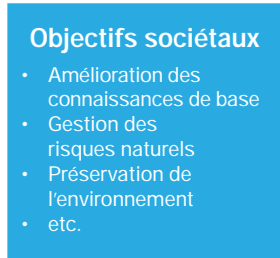 Objectifs sociétaux
• Amélioration des
connaissances de base
• Gestion des
risques naturels
• Préservation de
l'environnement
• etc.